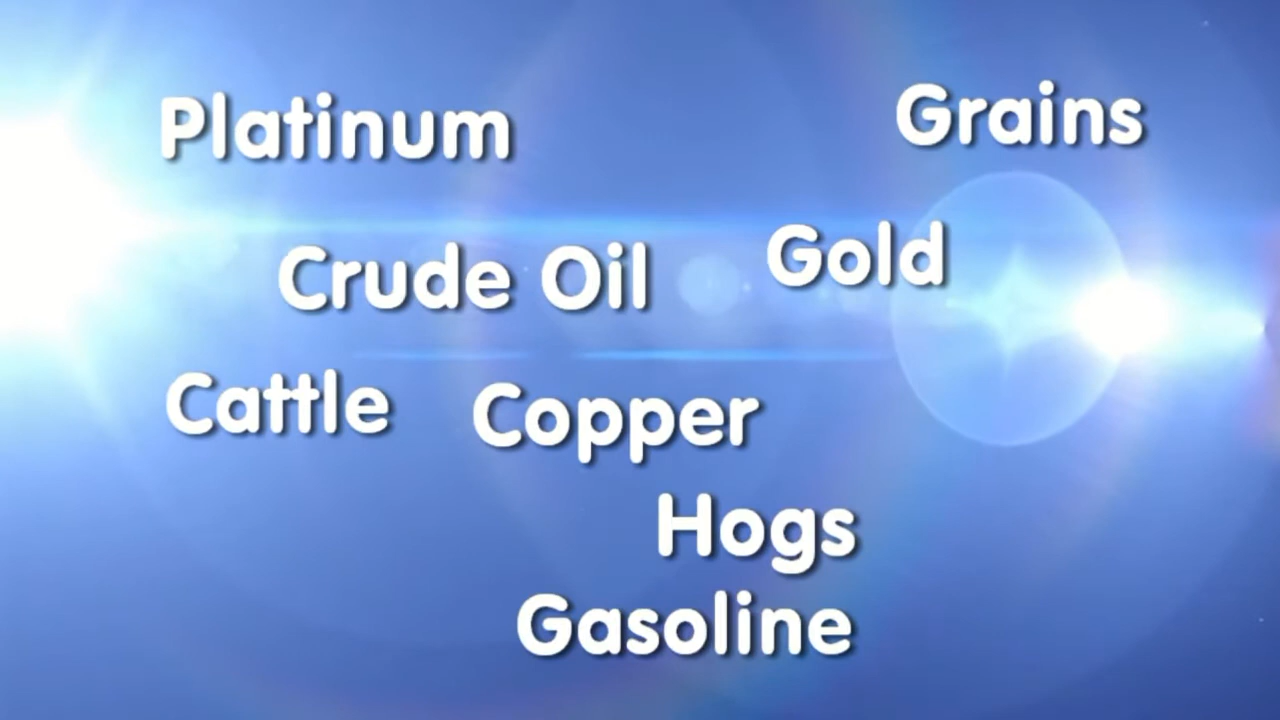 Platinum
Grains
Crude Oil
Gold
Cattle
Copper
Hogs
Gasoline